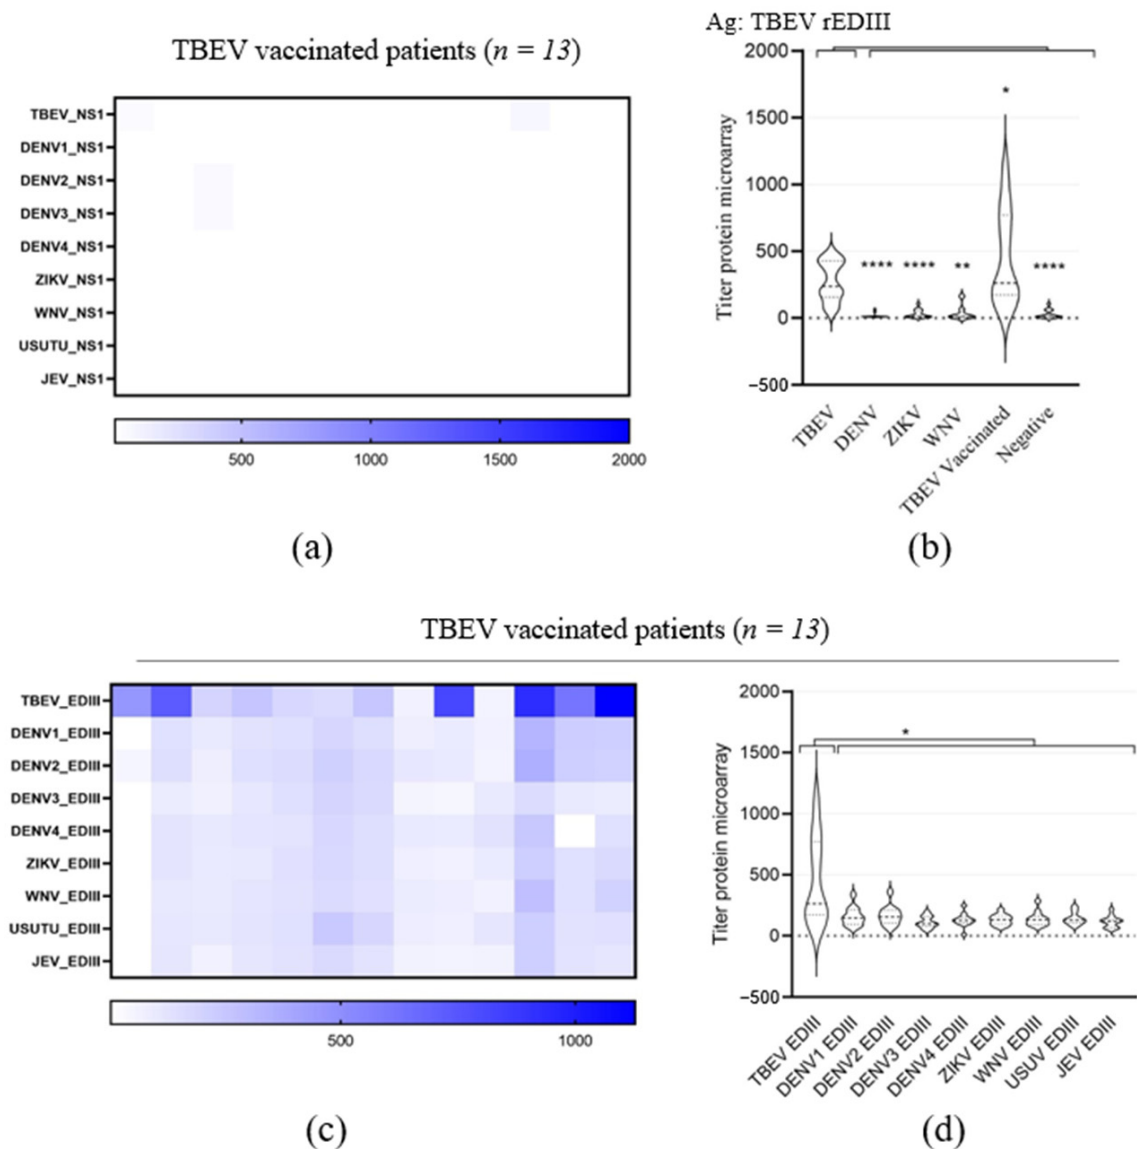 TBEV vaccinated patients (n = 13)
TBEV_NS1
DENV1_NS1
DENV2_NS1
DENV3_NS1
DENV4_NS1
ZIKV_NS1
WNV_NS1
USUTU_NS1
JEV_NS1
500 1000 1500 2000
(a)
Ag: TBEV rEDIII
Titer protein microarray
2000
1500
1000
500
0
−500
*
**** **** ** ****
TBEV DENV ZIKV WNV TBEV Vaccinated Negative
(b)
TBEV vaccinated patients (n = 13)
TBEV_EDIII
DENV1_EDIII
DENV2_EDIII
DENV3_EDIII
DENV4_EDIII
ZIKV_EDIII
WNV_EDIII
USUTU_EDIII
JEV_EDIII
500 1000
(c)
Titer protein microarray
2000
1500
1000
500
0
−500
*
TBEV EDIII DENV1 EDIII DENV2 EDIII DENV3 EDIII DENV4 EDIII ZIKV EDIII WNV EDIII USUV EDIII JEV EDIII
(d)